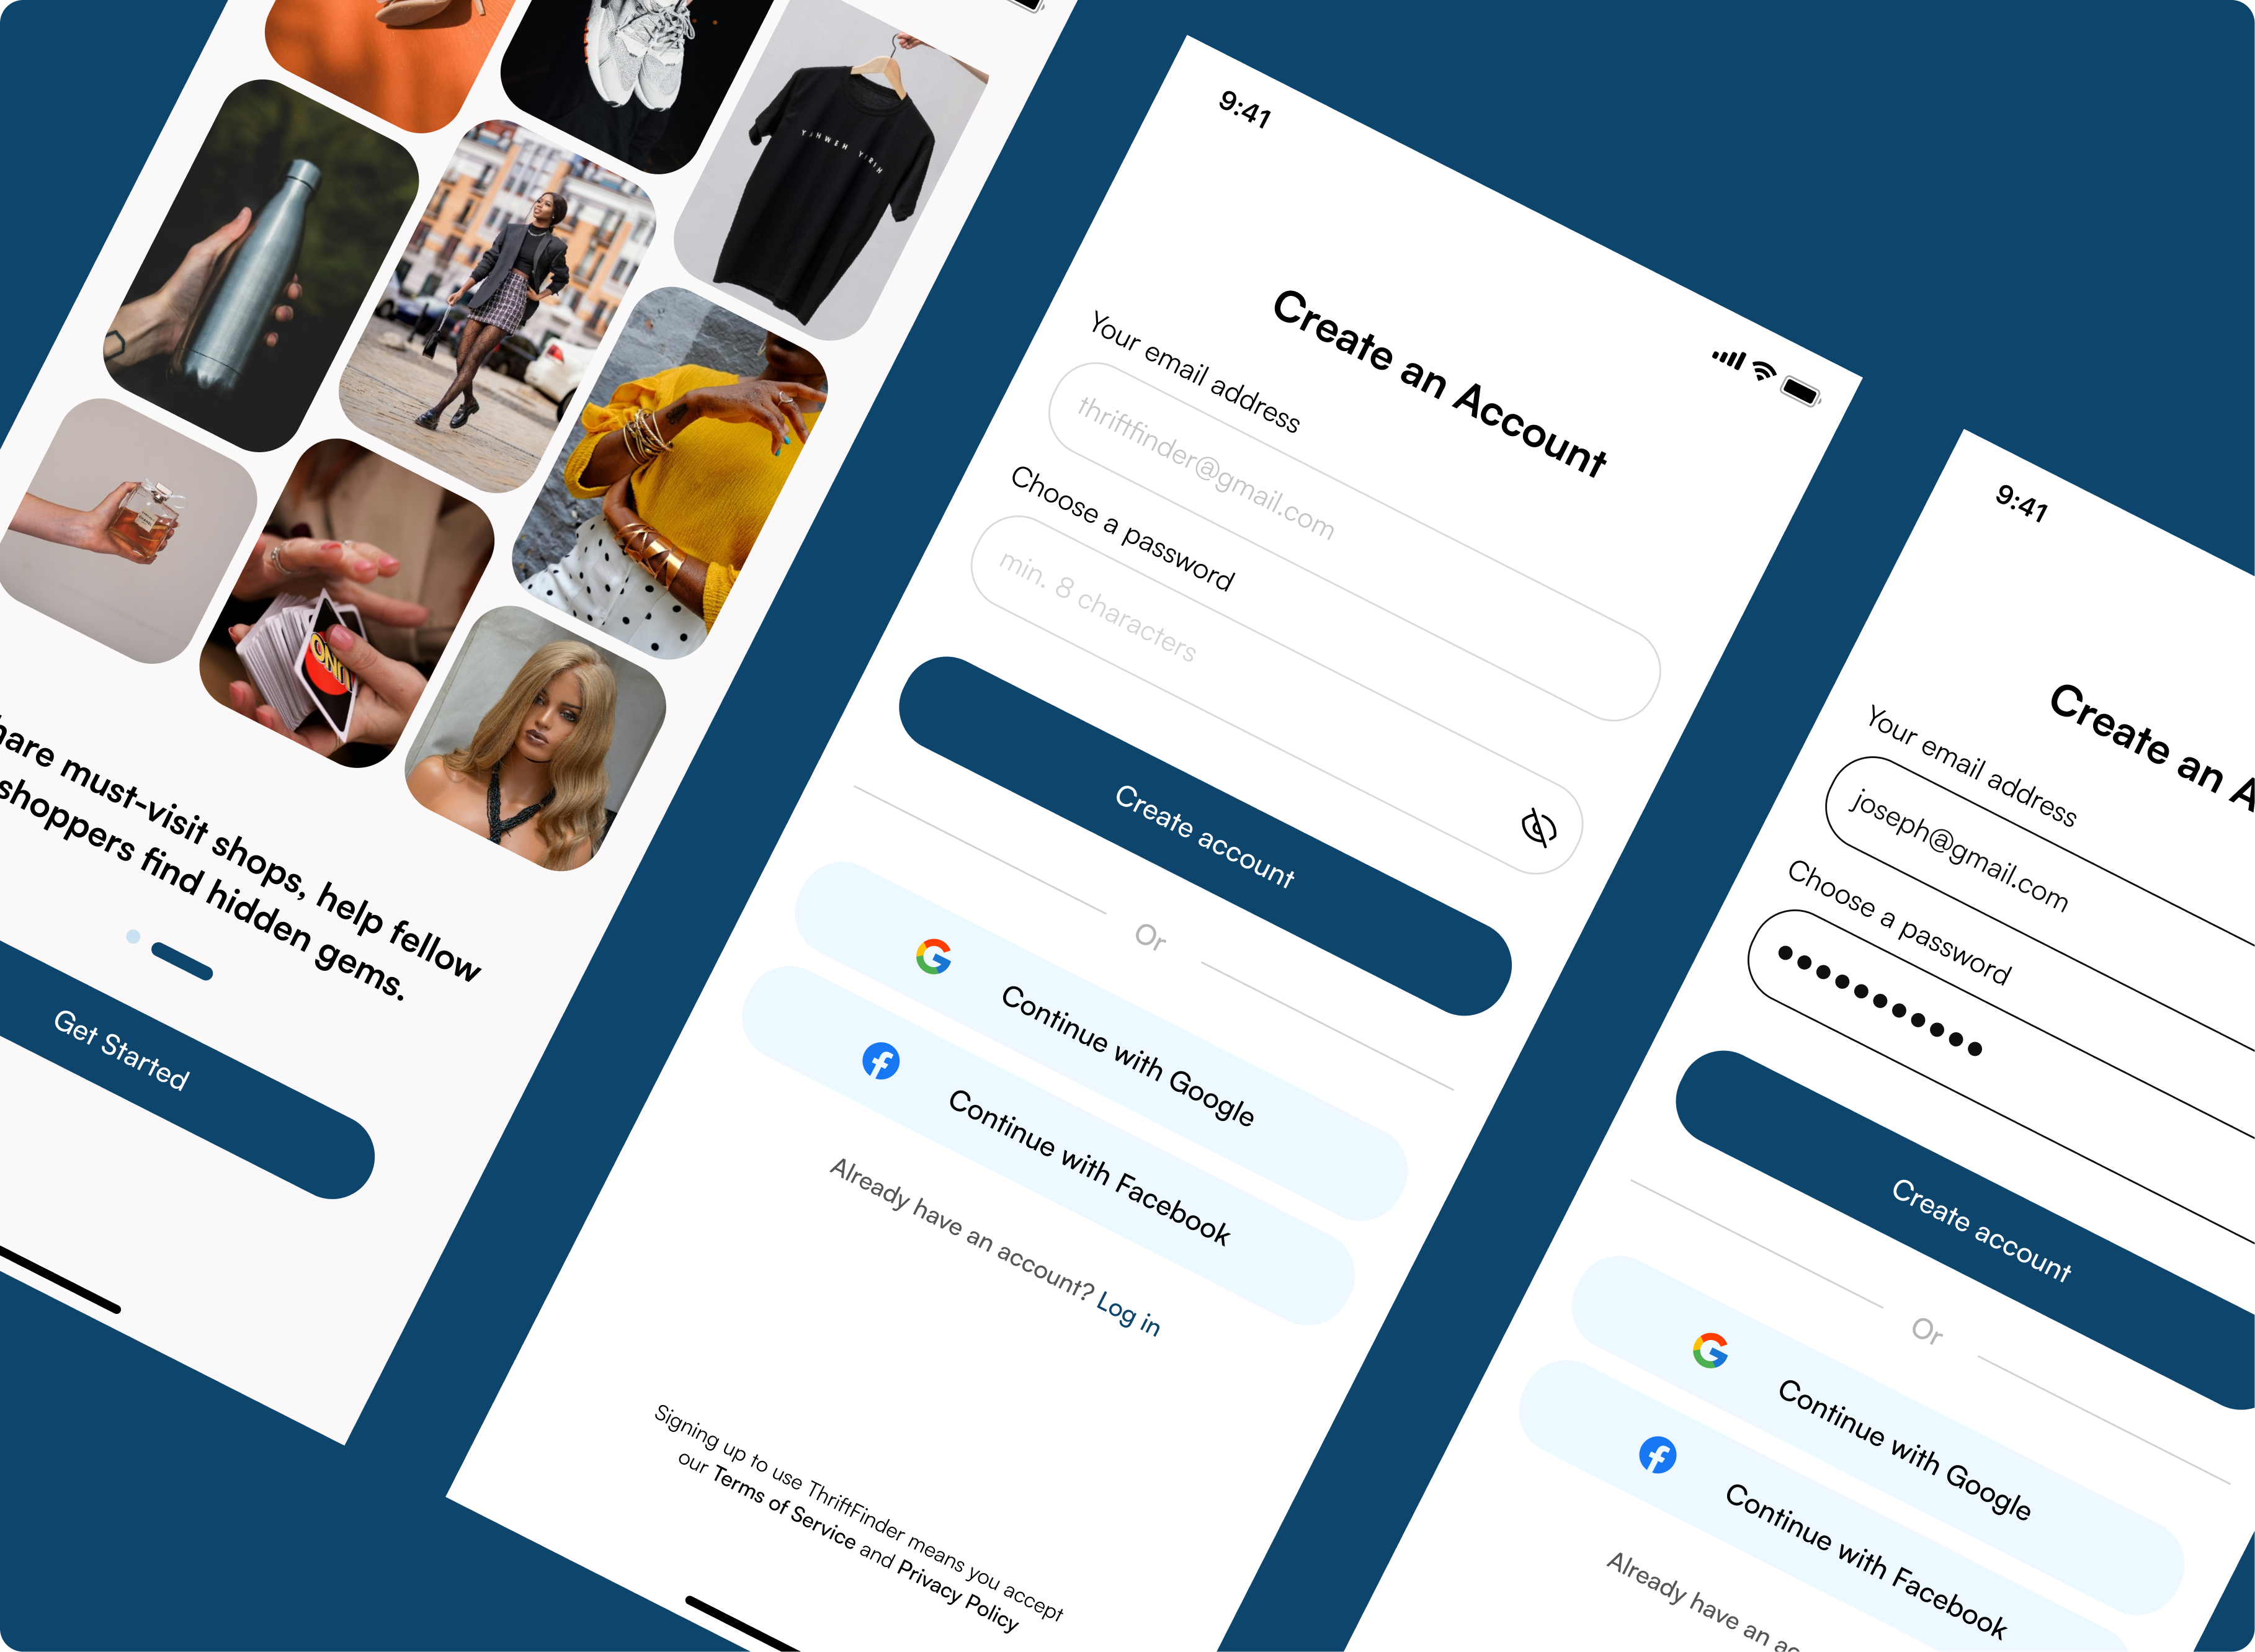 YAHWEH YIREH
UNO
hare must-visit shops, help fellow
shoppers find hidden gems.
Get Started
9:41
Create an Account
Your email address
thriftfinder@gmail.com
Choose a password
min. 8 characters
Create account
Or
Continue with Google
Continue with Facebook
Already have an account? Log in
Signing up to use ThriftFinder means you accept
our Terms of Service and Privacy Policy
9:41
Create an A
Your email address
joseph@gmail.com
Choose a password
Create account
Or
Continue with Google
Continue with Facebook
Already have an ac